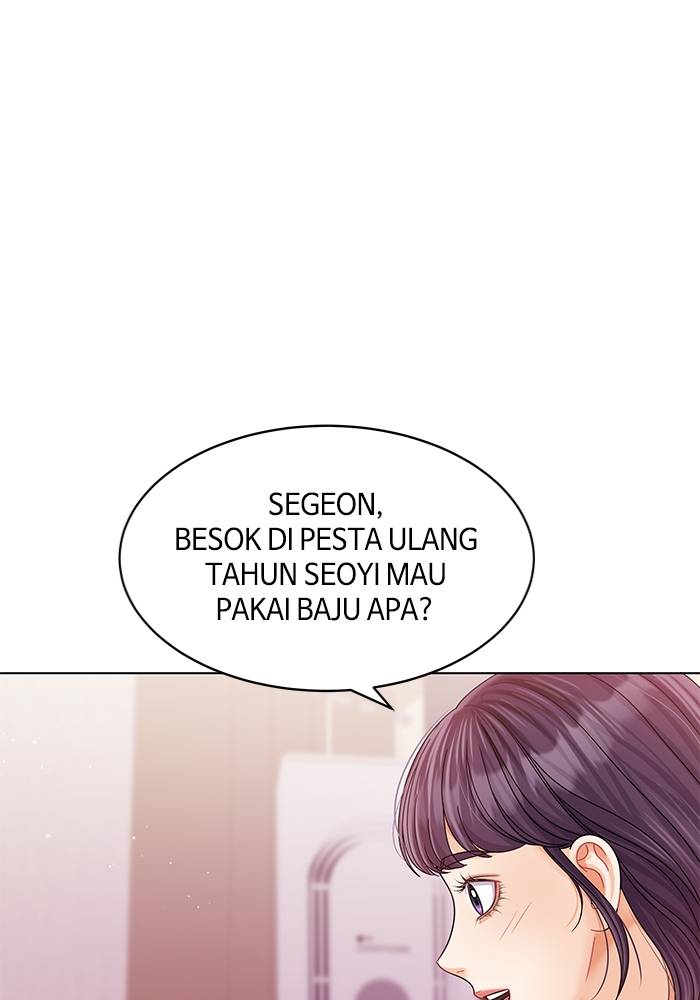 SEGEON,
BESOK DI PESTA ULANG
TAHUN SEOYI MAU
PAKAI BAJU APA?